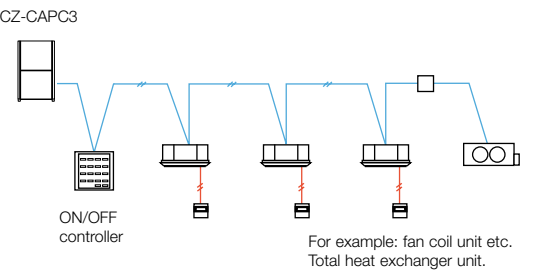 CZ-CAPC3
ON/OFF
controller
For example: fan coil unit etc.
Total heat exchanger unit.